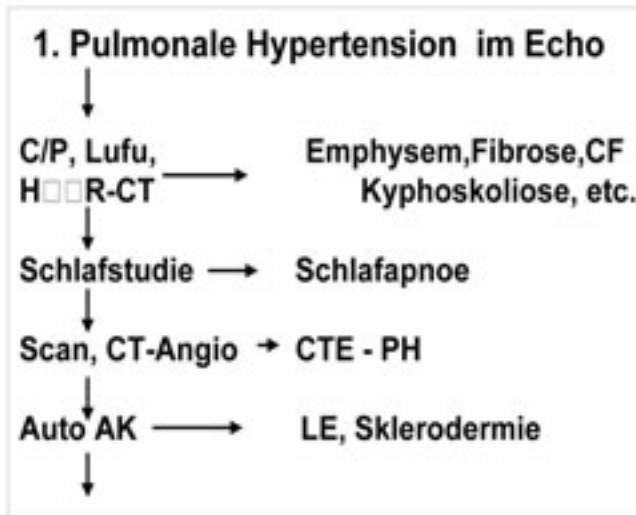 1. Pulmonale Hypertension im Echo
C/P, Lufu,
H□□R-CT
Emphysem,Fibrose,CF
Kyphoskoliose, etc.
Schlafstudie
Schlafapnoe
Scan, CT-Angio
CTE - PH
Auto AK
LE, Sklerodermie